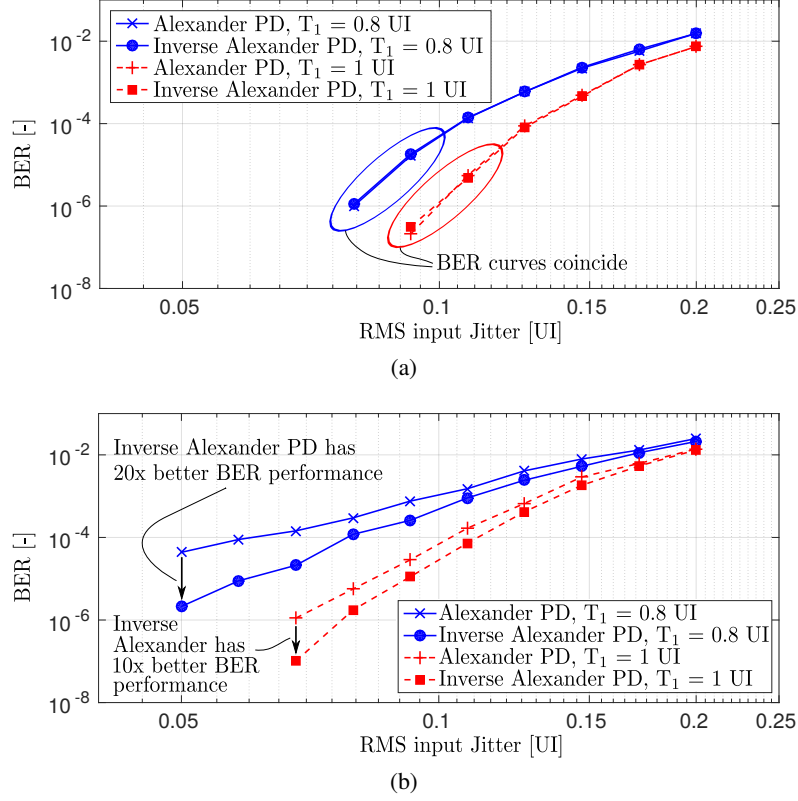 Alexander PD, T₁ = 0.8 UI
Inverse Alexander PD, T₁ = 0.8 UI
Alexander PD, T₁ = 1 UI
Inverse Alexander PD, T₁ = 1 UI
10⁻²
10⁻⁴
10⁻⁶
10⁻⁸
BER [-]
BER curves coincide
0.05
0.1
0.15
0.2
0.25
RMS input Jitter [UI]
(a)
Inverse Alexander PD has
20x better BER performance
10⁻²
10⁻⁴
10⁻⁶
10⁻⁸
BER [-]
Inverse
Alexander has
10x better BER
performance
Alexander PD, T₁ = 0.8 UI
Inverse Alexander PD, T₁ = 0.8 UI
Alexander PD, T₁ = 1 UI
Inverse Alexander PD, T₁ = 1 UI
0.05
0.1
0.15
0.2
0.25
RMS input Jitter [UI]
(b)